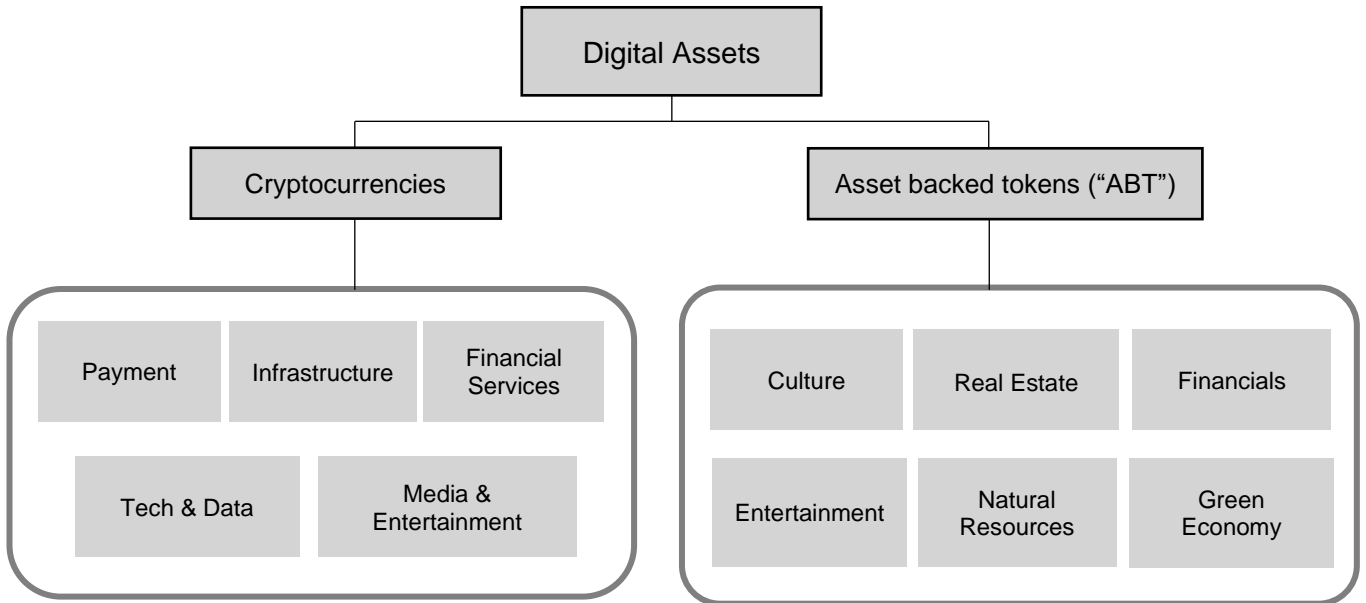 Digital Assets
Cryptocurrencies
Asset backed tokens (“ABT”)
Payment
Infrastructure
Financial
Services
Tech & Data
Media &
Entertainment
Culture
Real Estate
Financials
Entertainment
Natural
Resources
Green
Economy